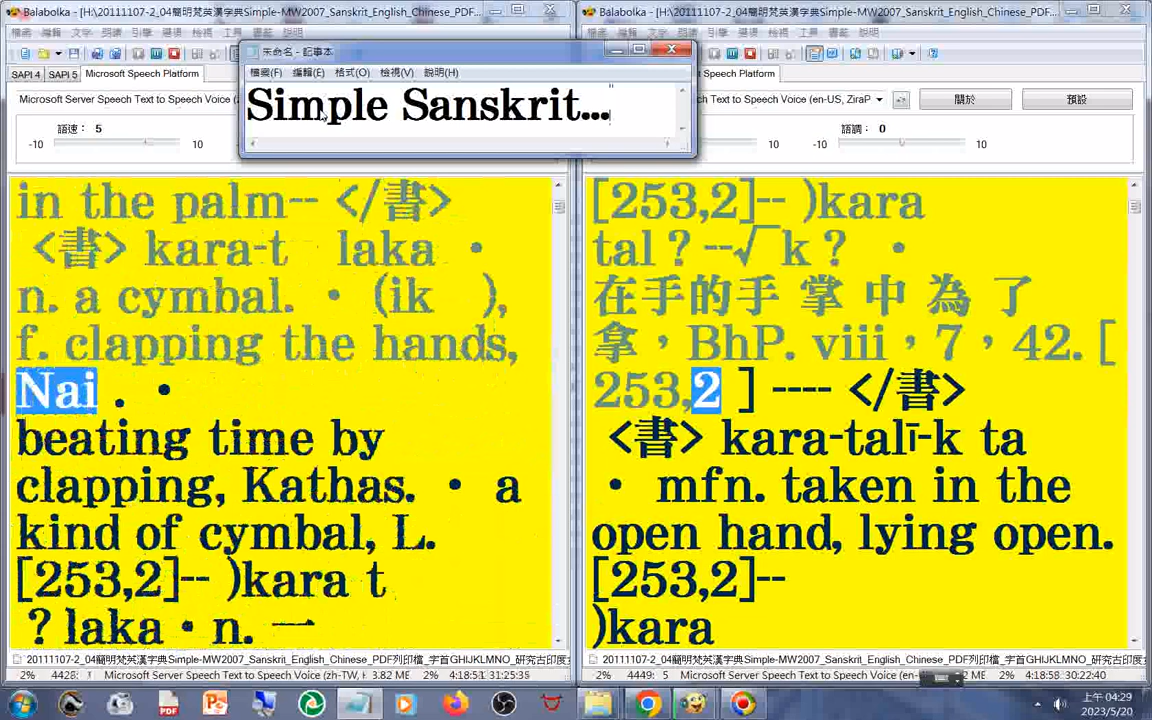 Balabolka - [H:\20111107-2_04簡明梵英漢字典Simple-MW2007_Sanskrit_English_Chinese_PDF...
Balabolka - [H:\20111107-2_04簡明梵英漢字典Simple-MW2007_Sanskrit_English_Chinese_PDF...
未命名 - 記事本
檔案(F) 編輯(E) 格式(O) 檢視(V) 說明(H)
Simple Sanskrit...
SAPI 4 SAPI 5 Microsoft Speech Platform
Speech Platform
Microsoft Server Speech Text to Speech Voice
Text to Speech Voice (en-US, ZiraP
關於
預設
語速： 5
-10 10
10
語調： 0
-10 10
in the palm-- </書>
<書> kara-t laka •
n. a cymbal. • (ik ),
f. clapping the hands,
Nai . •
beating time by
clapping, Kathas. • a
kind of cymbal, L.
[253,2]-- )kara t
? laka • n. 一
[253,2]-- )kara
tal ? --√ k ? •
在手的手 掌 中 為 了
拿，BhP. viii，7，42. [
253,2 ] ---- </書>
<書> kara-talī-k ta
• mfn. taken in the
open hand, lying open.
[253,2]--
)kara
20111107-2_04簡明梵英漢字典Simple-MW2007_Sanskrit_English_Chinese_PDF列印檔_字首GHIJKLMNO_研究古印度
20111107-2_04簡明梵英漢字典Simple-MW2007_Sanskrit_English_Chinese_PDF列印檔_字首GHIJKLMNO_研究古印度
2% 4428: Microsoft Server Speech Text to Speech Voice (zh-TW, H 3.82 MB 4:18:51 31:25:35
2% 4449: 5 Microsoft Server Speech Text to Speech Voice (en- 4:18:58 30:22:40
上午 04:29
2023/5/20